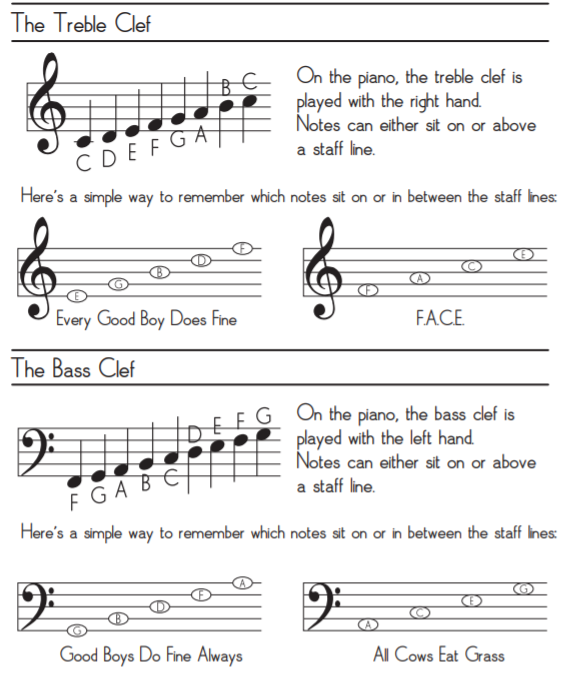 The Treble Clef
B C
C D E F G A
On the piano, the treble clef is
played with the right hand.
Notes can either sit on or above
a staff line.
Here's a simple way to remember which notes sit on or in between the staff lines:
E G B D F
Every Good Boy Does Fine
F A C E
F.A.C.E.
The Bass Clef
D E F G
F G A B C
On the piano, the bass clef is
played with the left hand.
Notes can either sit on or above
a staff line.
Here's a simple way to remember which notes sit on or in between the staff lines:
G B D F A
Good Boys Do Fine Always
A C E G
All Cows Eat Grass